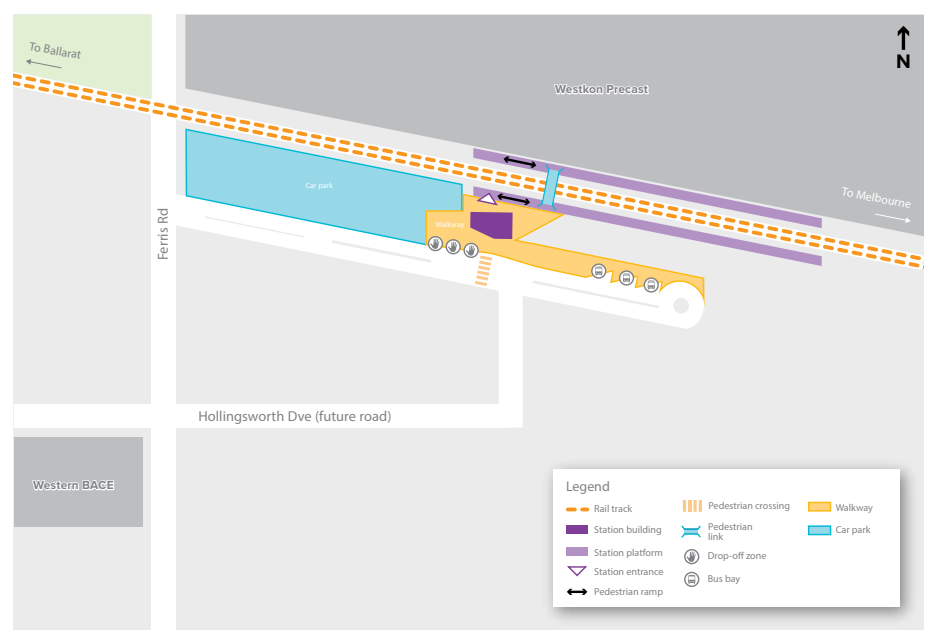 To Ballarat
N
Westkon Precast
Car park
To Melbourne
Walkway
Ferris Rd
Hollingsworth Dve (future road)
Western BACE
Legend
Rail track
Station building
Station platform
Station entrance
Pedestrian ramp
Pedestrian crossing
Pedestrian
link
Drop-off zone
Bus bay
Walkway
Car park